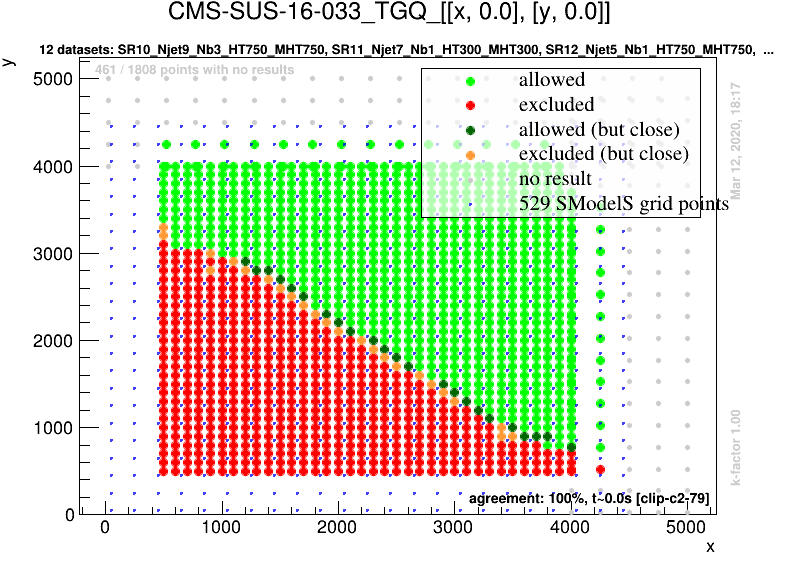 CMS-SUS-16-033_TGQ_[[x, 0.0], [y, 0.0]]
12 datasets: SR10_Njet9_Nb3_HT750_MHT750, SR11_Njet7_Nb1_HT300_MHT300, SR12_Njet5_Nb1_HT750_MHT750, ...
y
461 / 1808 points with no results
allowed
excluded
allowed (but close)
excluded (but close)
no result
529 SModelS grid points
Mar 12, 2020, 18:17
k-factor 1.00
5000
4000
3000
2000
1000
0
agreement: 100%, t~0.0s [clip-c2-79]
0 1000 2000 3000 4000 5000
x